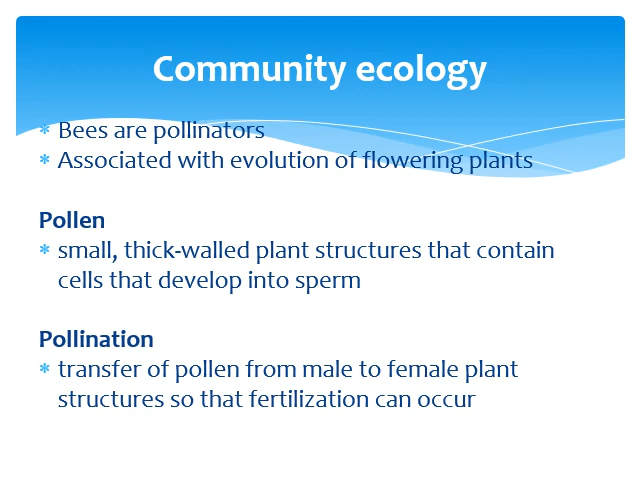 Community ecology
* Bees are pollinators
* Associated with evolution of flowering plants
Pollen
* small, thick-walled plant structures that contain
cells that develop into sperm
Pollination
* transfer of pollen from male to female plant
structures so that fertilization can occur